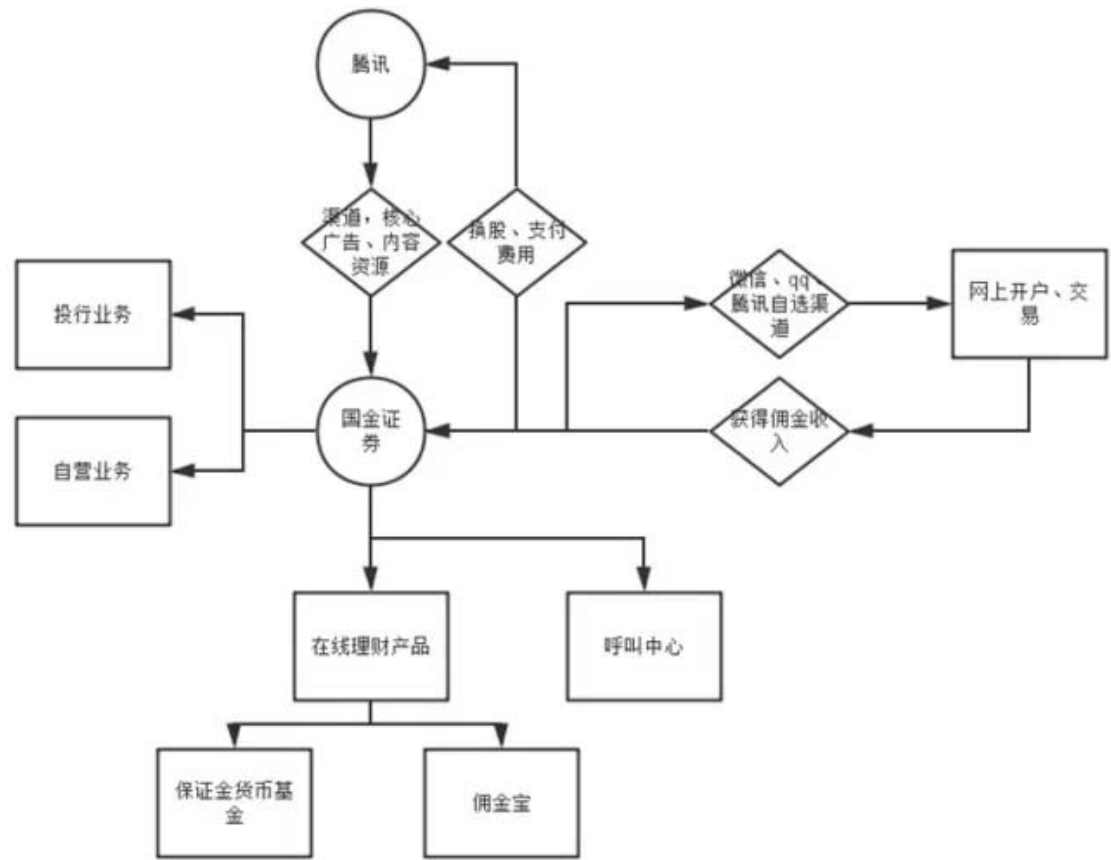 腾讯
渠道，核心
广告、内容
资源
换股、支付
费用
微信、qq、
腾讯自选渠
道
网上开户、交
易
投行业务
国金证
券
获得佣金收
入
自营业务
在线理财产品
呼叫中心
保证金货币基
金
佣金宝